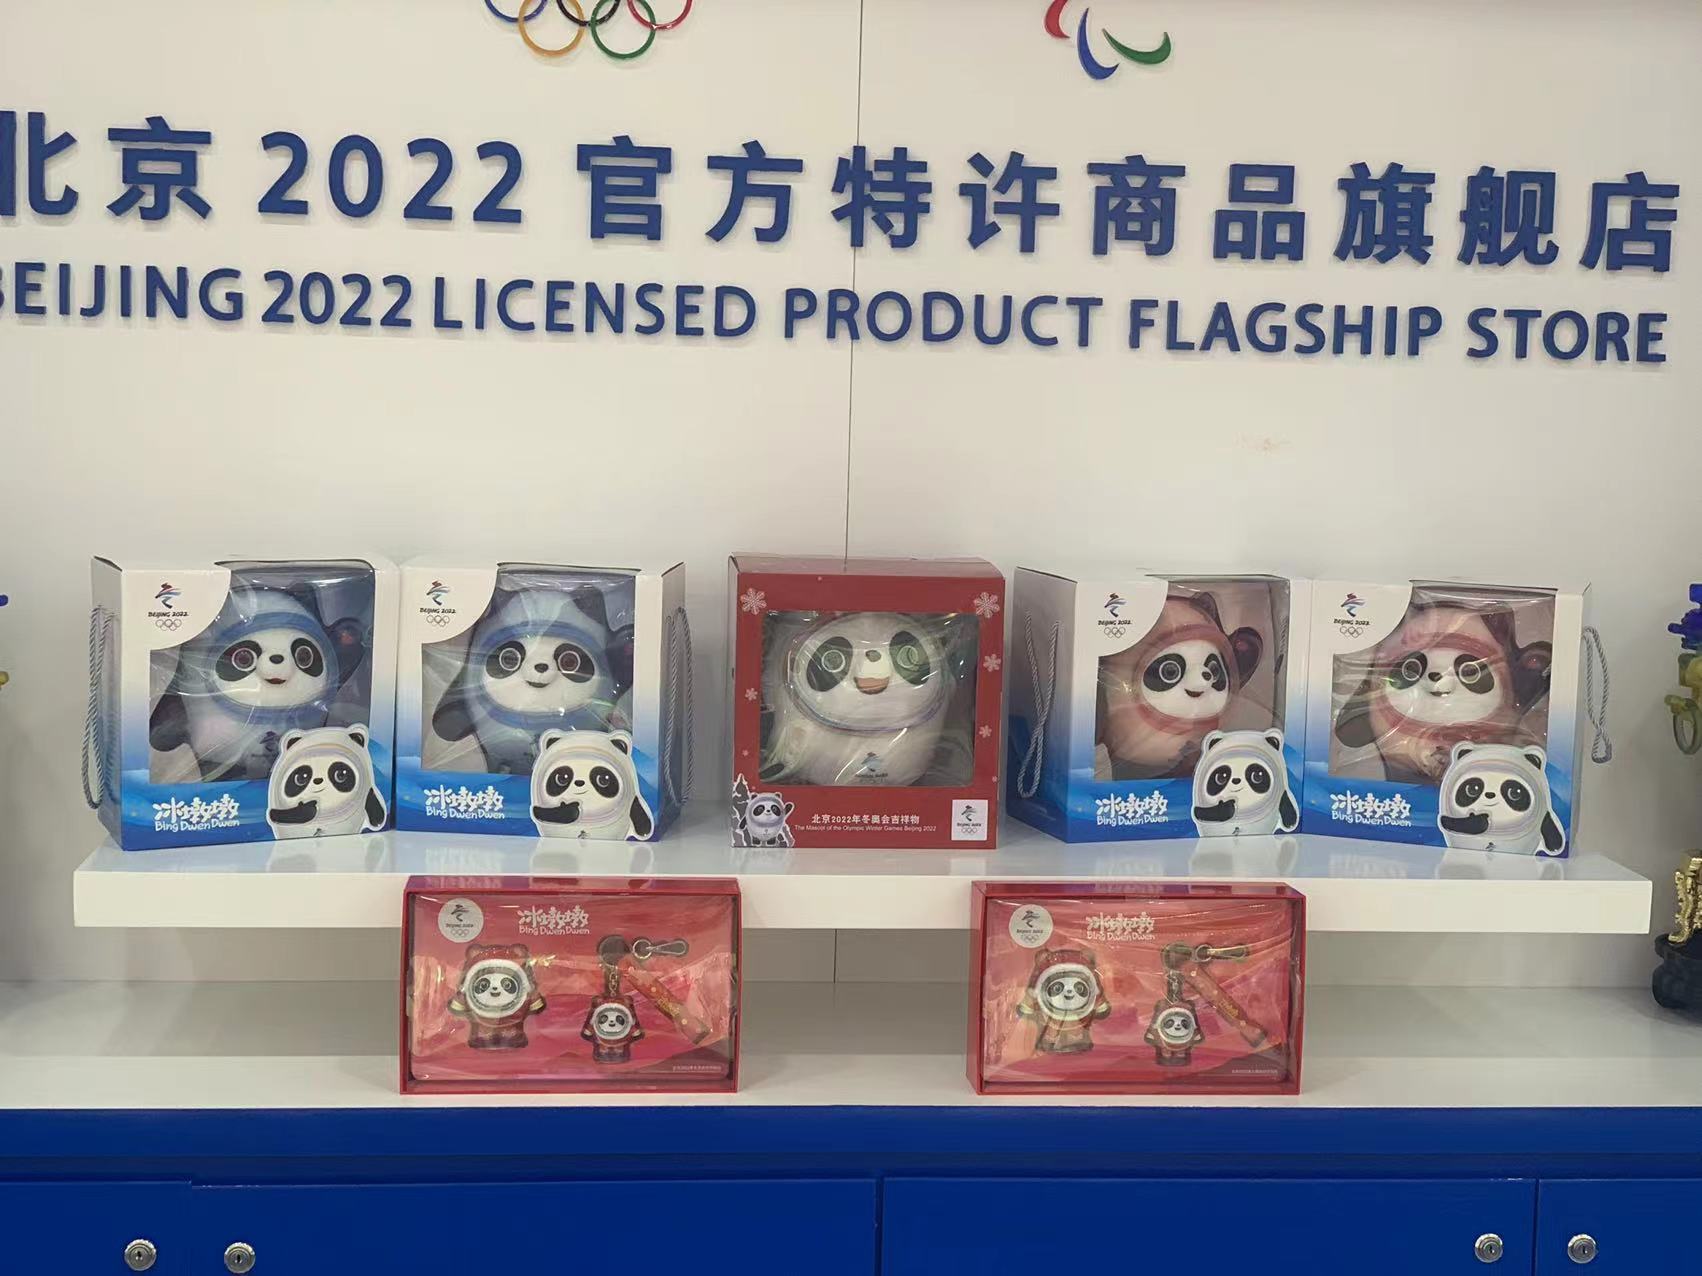 北京2022官方特许商品旗舰店
BEIJING 2022 LICENSED PRODUCT FLAGSHIP STORE
BEIJING 2022
冰墩墩
Bing Dwen Dwen
BEIJING 2022
冰墩墩
Bing Dwen Dwen
北京2022年冬奥会吉祥物
The Mascot of the Olympic Winter Games Beijing 2022
BEIJING 2022
冰墩墩
Bing Dwen Dwen
BEIJING 2022
冰墩墩
Bing Dwen Dwen
BEIJING 2022
冰墩墩
Bing Dwen Dwen
BEIJING 2022
冰墩墩
Bing Dwen Dwen